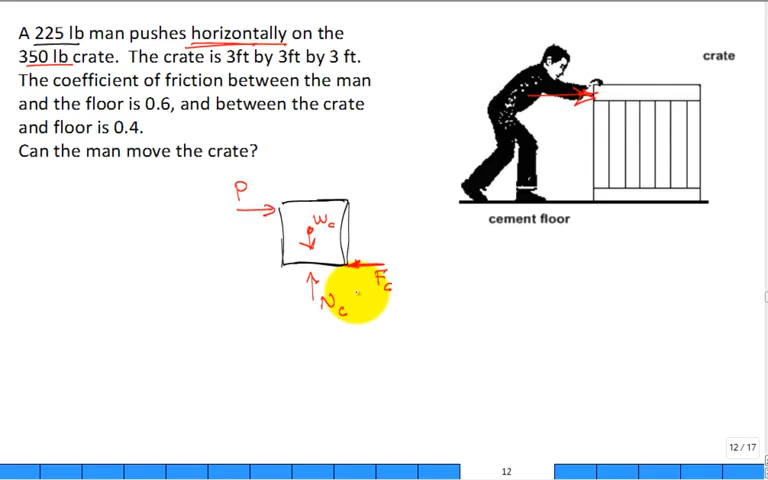 A 225 lb man pushes horizontally on the
350 lb crate. The crate is 3ft by 3ft by 3 ft.
The coefficient of friction between the man
and the floor is 0.6, and between the crate
and floor is 0.4.
Can the man move the crate?
crate
cement floor
P
Wc
Fc
Nc
12 / 17
12